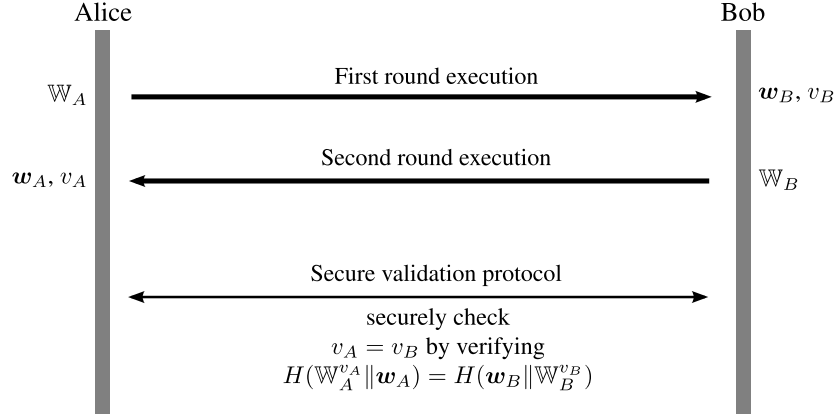 Alice Bob
First round execution
𝕎_A 𝒘_B, v_B
Second round execution
𝒘_A, v_A 𝕎_B
Secure validation protocol
securely check
v_A = v_B by verifying
H(𝕎_A^{v_A}‖𝒘_A) = H(𝒘_B‖𝕎_B^{v_B})